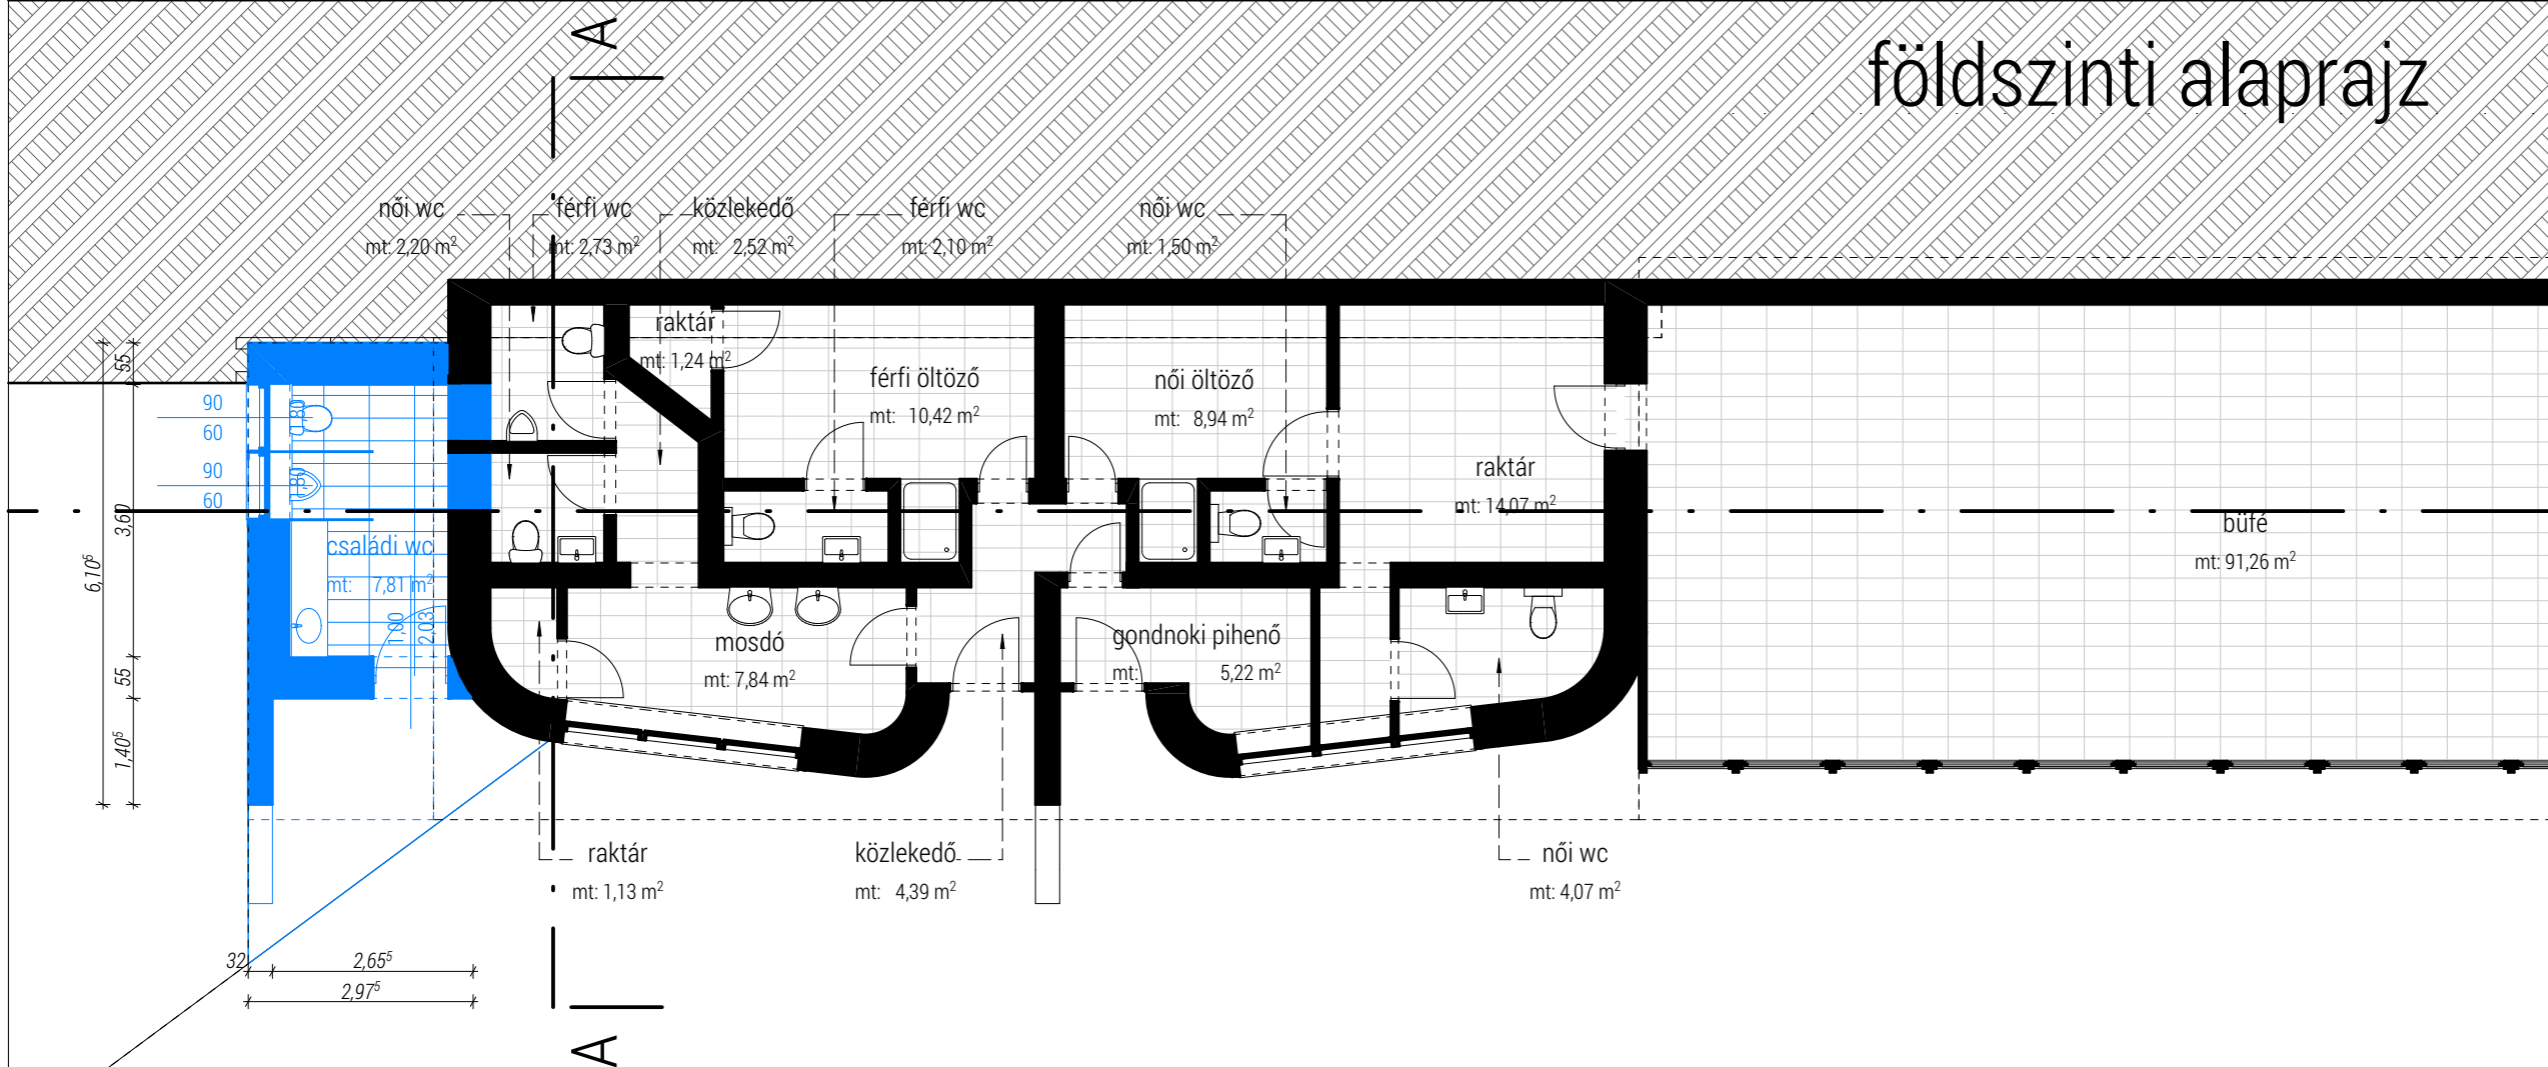 A
földszinti alaprajz
női wc
mt: 2,20 m²
férfi wc
mt: 2,73 m²
közlekedő
mt: 2,52 m²
férfi wc
mt: 2,10 m²
női wc
mt: 1,50 m²
raktár
mt: 1,24 m²
férfi öltöző
mt: 10,42 m²
női öltöző
mt: 8,94 m²
raktár
mt: 14,07 m²
büfé
mt: 91,26 m²
55
3,60
55
1,40⁵
6,10⁵
90
60
1,80
90
60
1,80
családi wc
mt: 7,81 m²
1,00
2,03
mosdó
mt: 7,84 m²
gondnoki pihenő
mt: 5,22 m²
raktár
mt: 1,13 m²
közlekedő
mt: 4,39 m²
női wc
mt: 4,07 m²
32
2,65⁵
2,97⁵
A